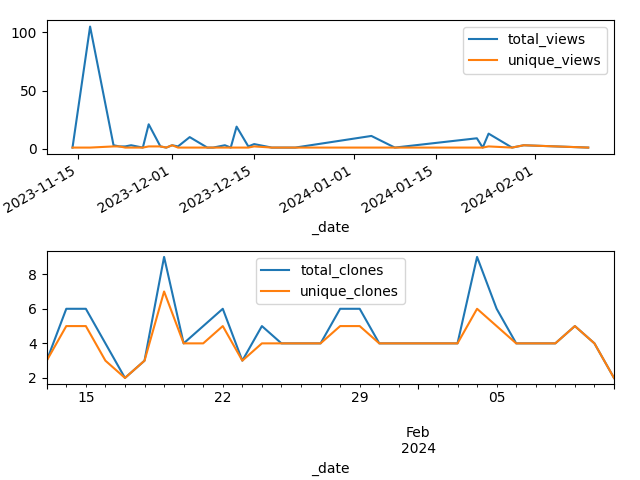 100
50
0
total_views
unique_views
2023-11-15
2023-12-01
2023-12-15
2024-01-01
2024-01-15
2024-02-01
_date
8
6
4
2
total_clones
unique_clones
15
22
29
05
Feb
2024
_date